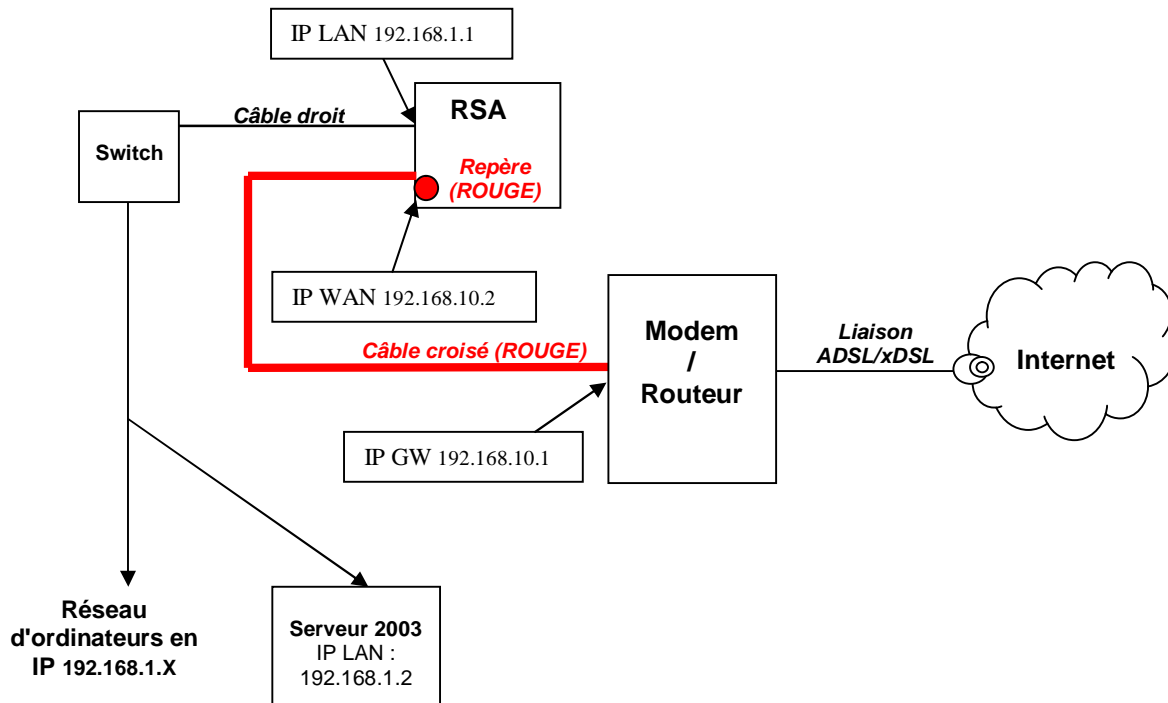 IP LAN 192.168.1.1
RSA
Câble droit
Switch
Repère
(ROUGE)
IP WAN 192.168.10.2
Câble croisé (ROUGE)
Modem
/
Routeur
Liaison
ADSL/xDSL
Internet
IP GW 192.168.10.1
Réseau
d'ordinateurs en
IP 192.168.1.X
Serveur 2003
IP LAN :
192.168.1.2